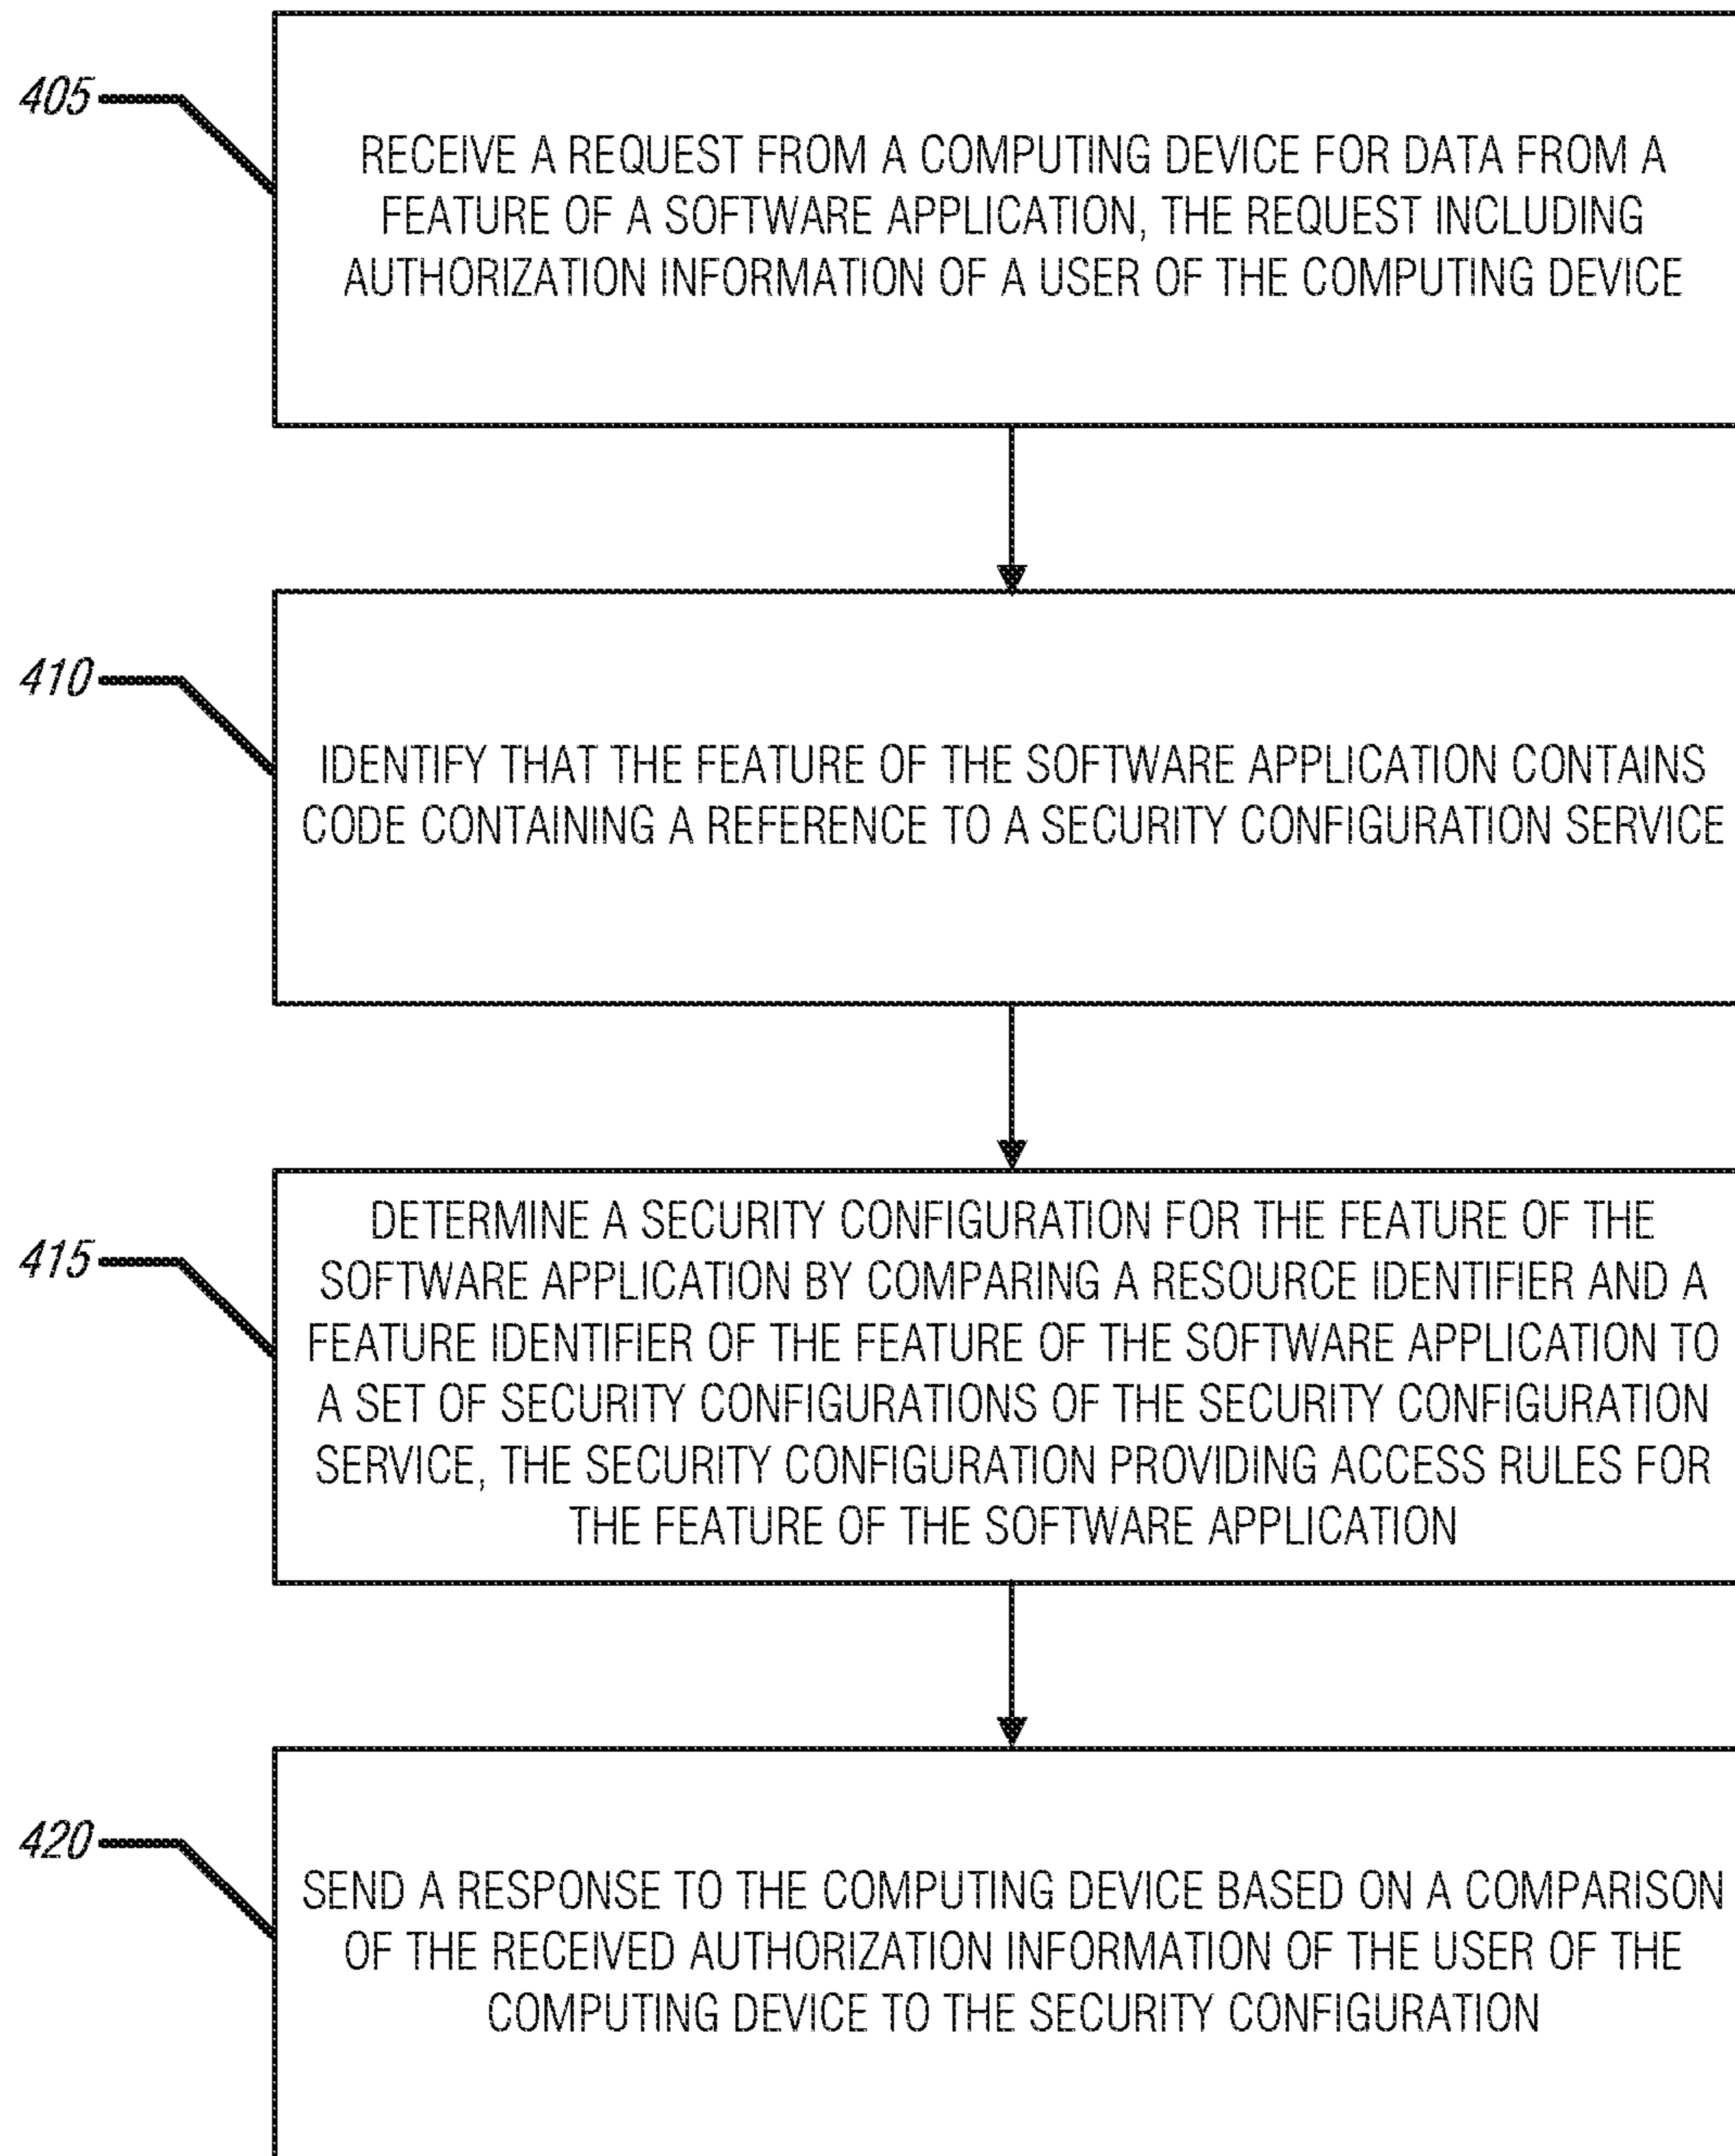 405
RECEIVE A REQUEST FROM A COMPUTING DEVICE FOR DATA FROM A
FEATURE OF A SOFTWARE APPLICATION, THE REQUEST INCLUDING
AUTHORIZATION INFORMATION OF A USER OF THE COMPUTING DEVICE
410
IDENTIFY THAT THE FEATURE OF THE SOFTWARE APPLICATION CONTAINS
CODE CONTAINING A REFERENCE TO A SECURITY CONFIGURATION SERVICE
415
DETERMINE A SECURITY CONFIGURATION FOR THE FEATURE OF THE
SOFTWARE APPLICATION BY COMPARING A RESOURCE IDENTIFIER AND A
FEATURE IDENTIFIER OF THE FEATURE OF THE SOFTWARE APPLICATION TO
A SET OF SECURITY CONFIGURATIONS OF THE SECURITY CONFIGURATION
SERVICE, THE SECURITY CONFIGURATION PROVIDING ACCESS RULES FOR
THE FEATURE OF THE SOFTWARE APPLICATION
420
SEND A RESPONSE TO THE COMPUTING DEVICE BASED ON A COMPARISON
OF THE RECEIVED AUTHORIZATION INFORMATION OF THE USER OF THE
COMPUTING DEVICE TO THE SECURITY CONFIGURATION